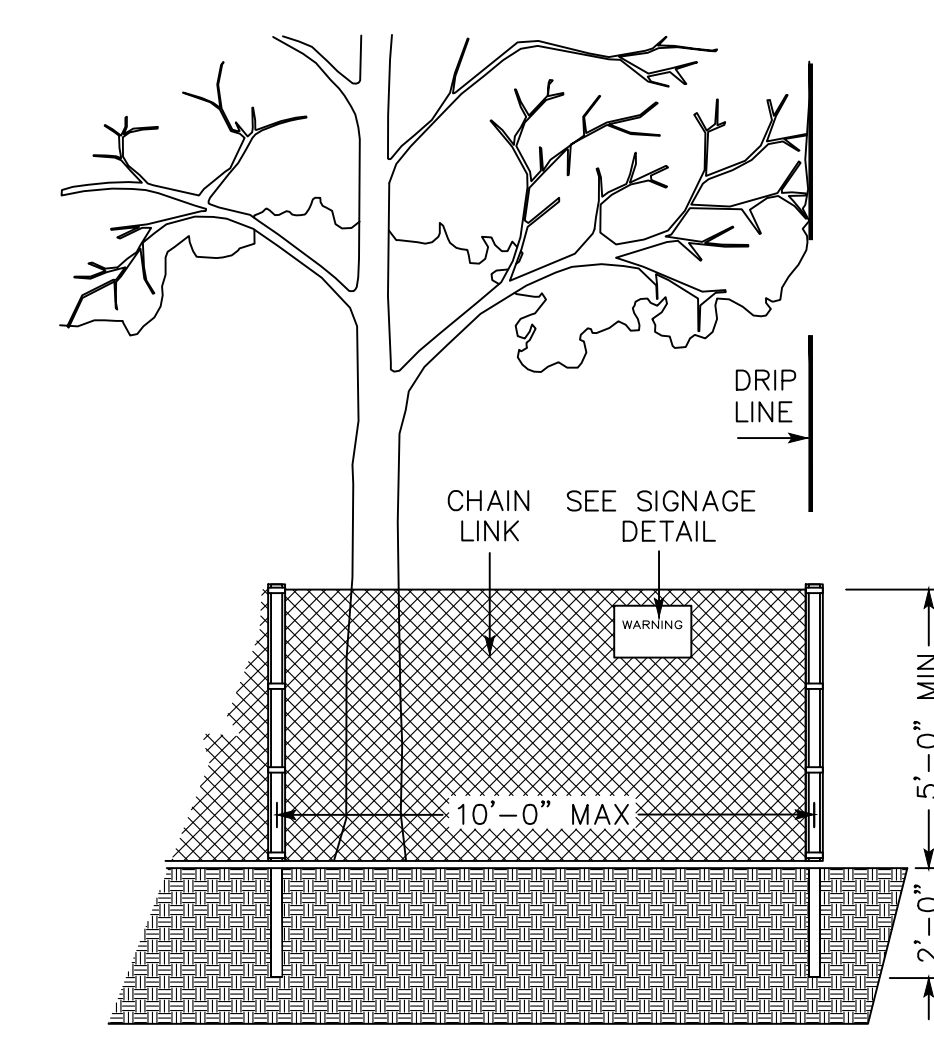 DRIP
LINE
CHAIN
LINK
SEE SIGNAGE
DETAIL
WARNING
10'-0" MAX
5'-0" MIN
2'-0"